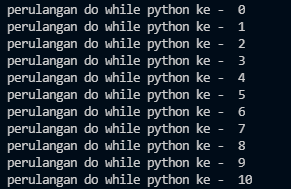 perulangan do while python ke -  0
perulangan do while python ke -  1
perulangan do while python ke -  2
perulangan do while python ke -  3
perulangan do while python ke -  4
perulangan do while python ke -  5
perulangan do while python ke -  6
perulangan do while python ke -  7
perulangan do while python ke -  8
perulangan do while python ke -  9
perulangan do while python ke -  10